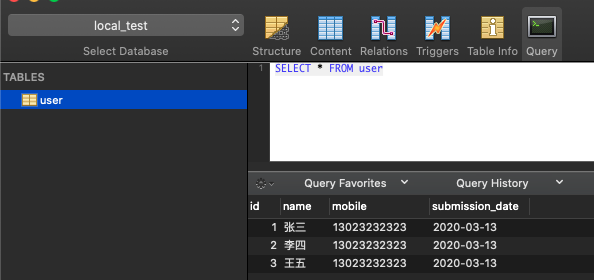 local_test
Select Database
Structure Content Relations Triggers Table Info Query
TABLES
user
1 SELECT * FROM user
Query Favorites Query History
id name mobile submission_date
1 张三 13023232323 2020-03-13
2 李四 13023232323 2020-03-13
3 王五 13023232323 2020-03-13